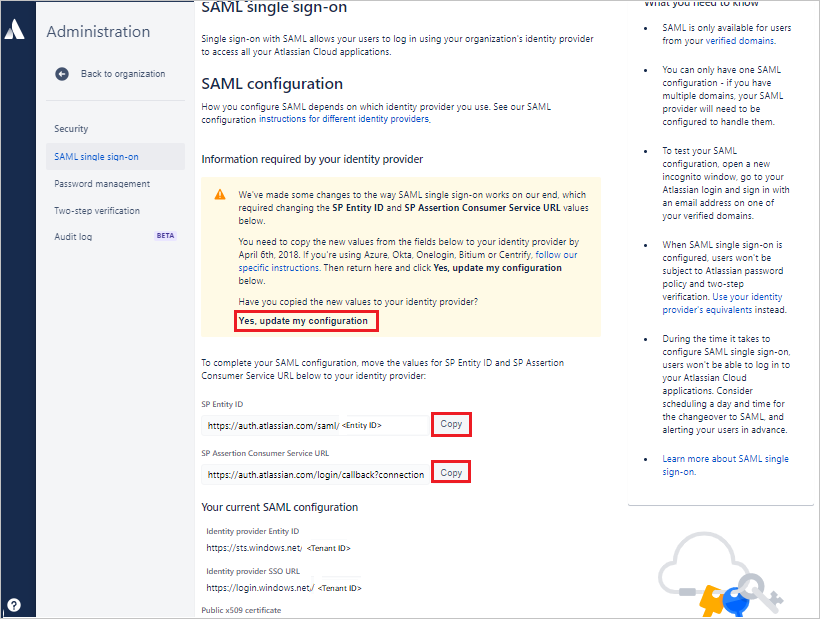 SAML single sign-on
What you need to know
Administration
Back to organization
Security
SAML single sign-on
Password management
Two-step verification
Audit log
BETA
Single sign-on with SAML allows your users to log in using your organization's identity provider
to access all your Atlassian Cloud applications.
SAML configuration
How you configure SAML depends on which identity provider you use. See our SAML
configuration instructions for different identity providers.
Information required by your identity provider
We've made some changes to the way SAML single sign-on works on our end, which
required changing the SP Entity ID and SP Assertion Consumer Service URL values
below.
You need to copy the new values from the fields below to your identity provider by
April 6th, 2018. If you're using Azure, Okta, Onelogin, Bitium or Centrify, follow our
specific instructions. Then return here and click Yes, update my configuration
below.
Have you copied the new values to your identity provider?
Yes, update my configuration
To complete your SAML configuration, move the values for SP Entity ID and SP Assertion
Consumer Service URL below to your identity provider:
SP Entity ID
https://auth.atlassian.com/saml/ <Entity ID>
Copy
SP Assertion Consumer Service URL
https://auth.atlassian.com/login/callback?connection
Copy
Your current SAML configuration
Identity provider Entity ID
https://sts.windows.net/ <Tenant ID>
Identity provider SSO URL
https://login.windows.net/ <Tenant ID>
Public x509 certificate
• SAML is only available for users
from your verified domains.
• You can only have one SAML
configuration - if you have
multiple domains, your SAML
provider will need to be
configured to handle them.
• To test your SAML
configuration, open a new
incognito window, go to your
Atlassian login and sign in with
an email address on one of
your verified domains.
• When SAML single sign-on is
configured, users won't be
subject to Atlassian password
policy and two-step
verification. Use your identity
provider's equivalents instead.
• During the time it takes to
configure SAML single sign-on,
users won't be able to log in to
your Atlassian Cloud
applications. Consider
scheduling a day and time for
the changeover to SAML, and
alerting your users in advance.
• Learn more about SAML single
sign-on.
?